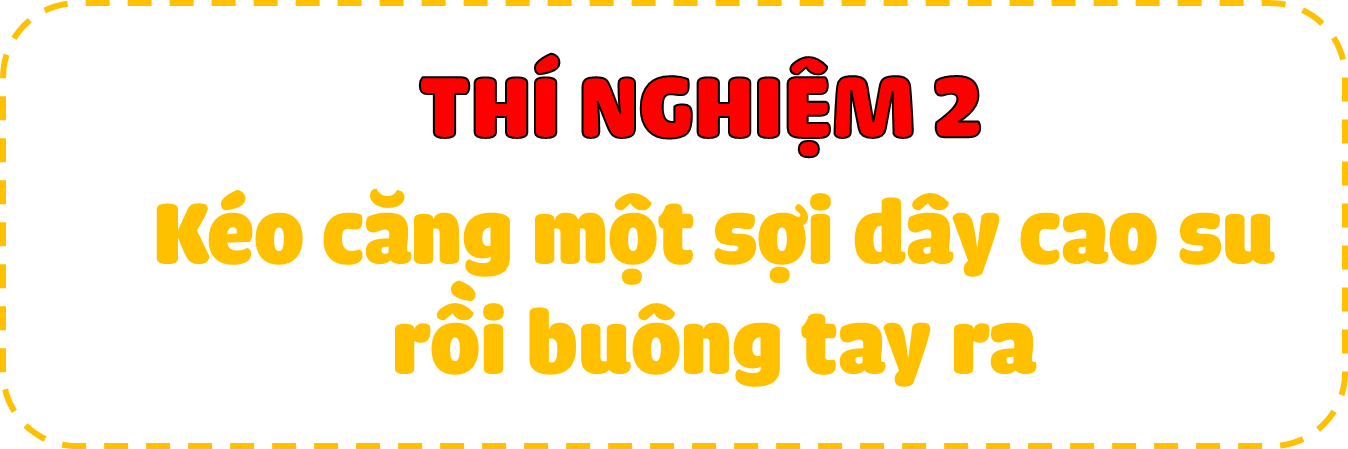 THÍ NGHIỆM 2
Kéo căng một sợi dây cao su
rồi buông tay ra